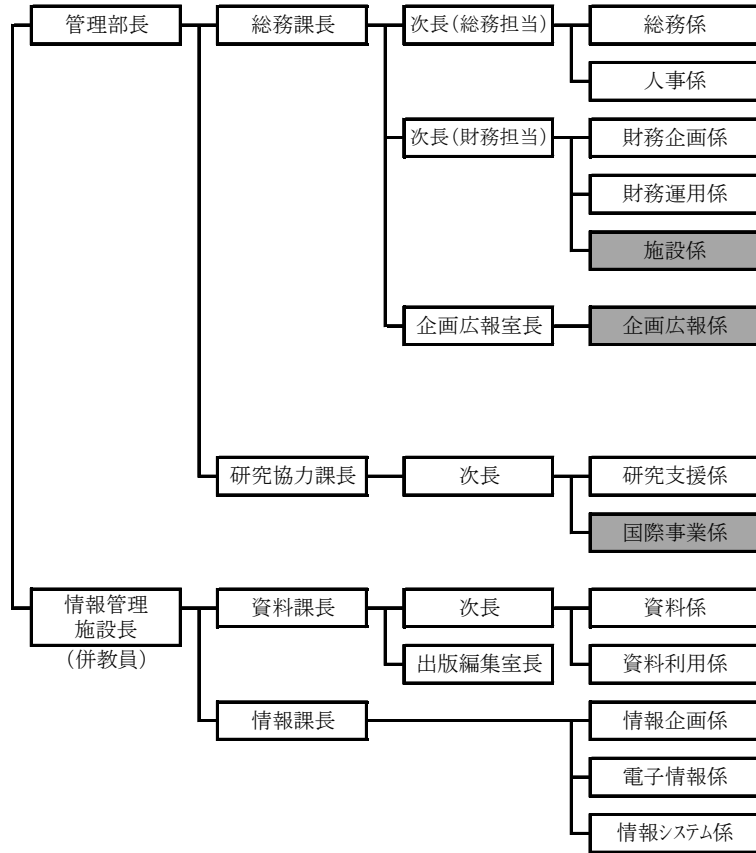 管理部長
総務課長
次長（総務担当）
総務係
人事係
次長（財務担当）
財務企画係
財務運用係
施設係
企画広報室長
企画広報係
研究協力課長
次長
研究支援係
国際事業係
情報管理
施設長
（併教員）
資料課長
次長
資料係
出版編集室長
資料利用係
情報課長
情報企画係
電子情報係
情報システム係